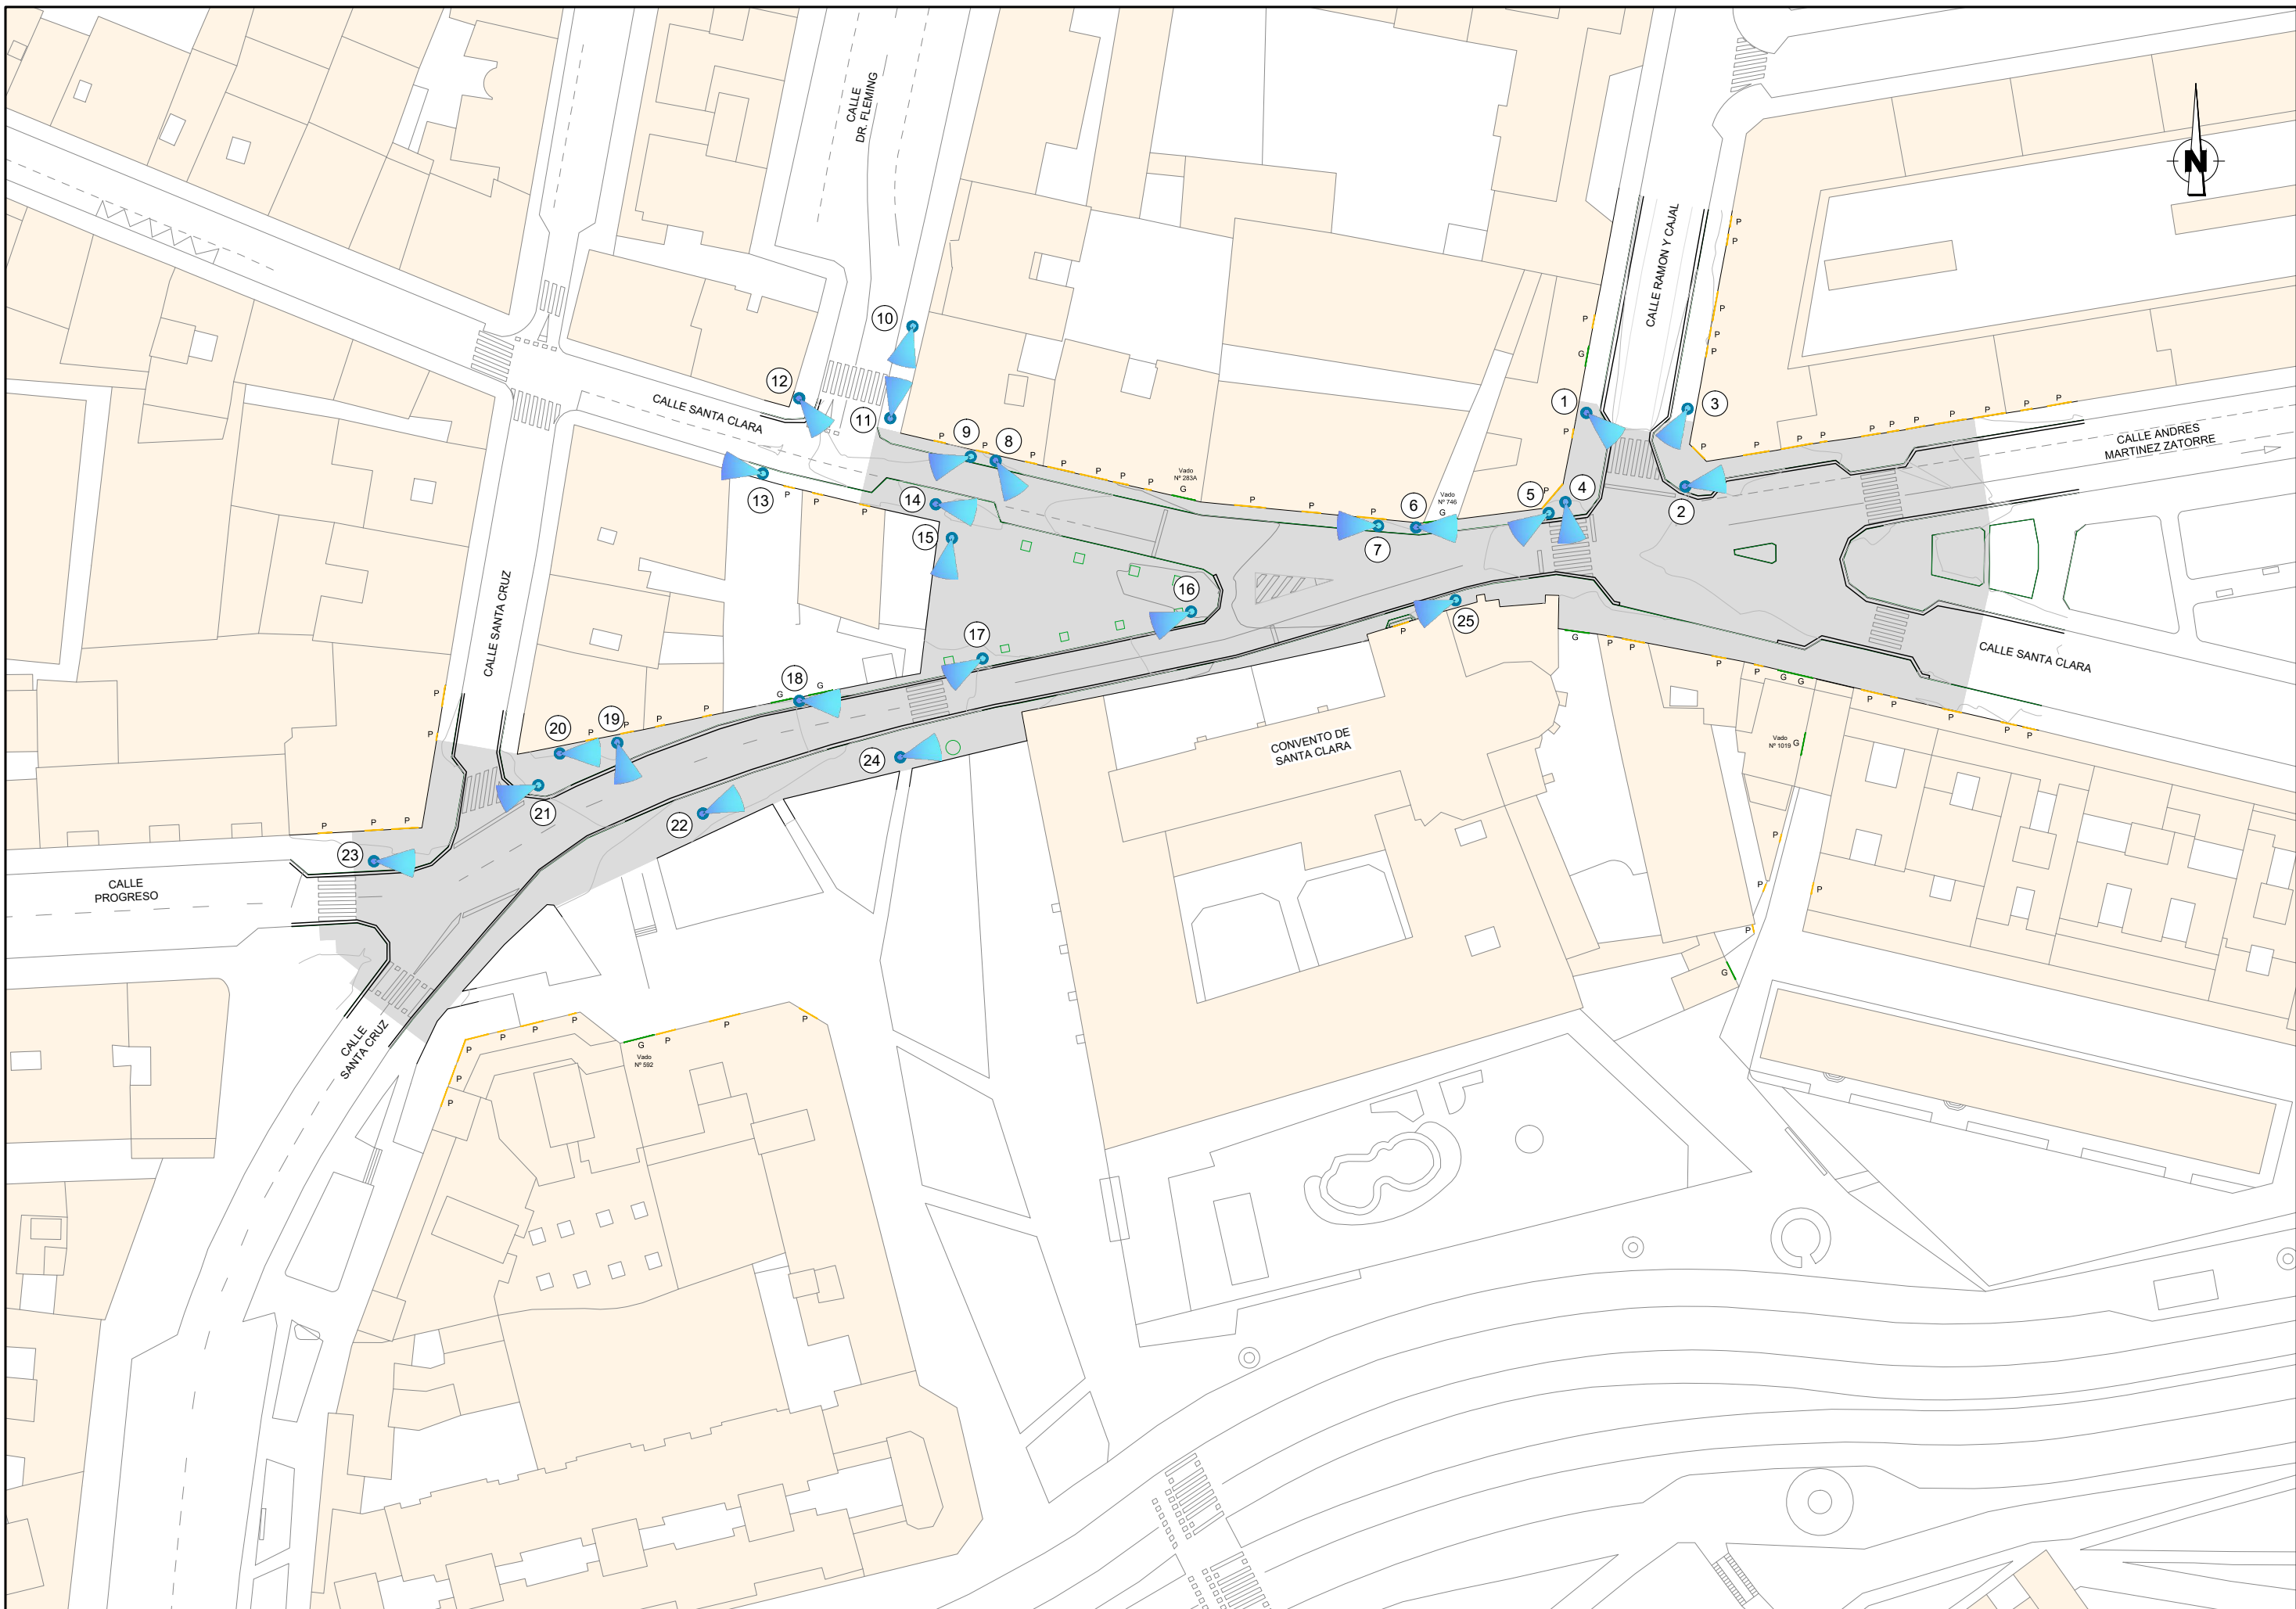 CALLE
DR. FLEMING
N
CALLE RAMON Y CAJAL
P
P
P
P
G
P
P
P
10
12
11
CALLE SANTA CLARA
1
3
P
P
P
P
P
P
P
P
P
P
P
P
CALLE ANDRES
MARTINEZ ZATORRE
P
9
P
8
P
P
P
P
P
Vado
Nº 283A
G
13
P
P
P
14
15
P
P
P
7
6
Vado
Nº 746
G
5
P
4
2
16
17
25
P
CALLE SANTA CRUZ
18
G
G
P
P
P
P
19
20
21
P
P
24
22
G
P
P
P
P
G
G
P
P
P
P
P
CALLE SANTA CLARA
Vado
Nº 1019
G
CONVENTO DE
SANTA CLARA
P
P
P
23
CALLE
PROGRESO
P
P
P
P
G
CALLE
SANTA CRUZ
P
P
P
P
P
P
G
P
P
P
Vado
Nº 592